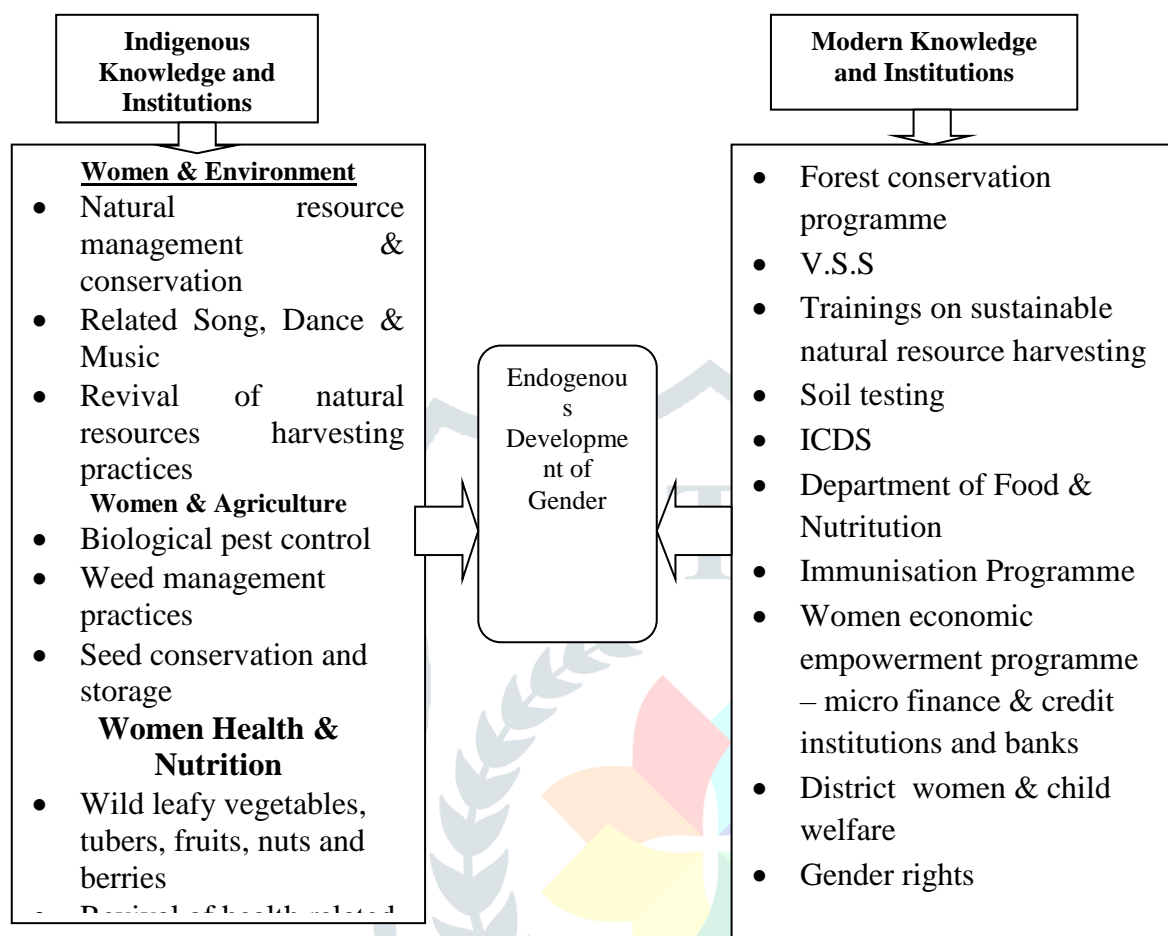 Indigenous
Knowledge and
Institutions
Women & Environment
• Natural resource
management &
conservation
• Related Song, Dance &
Music
• Revival of natural
resources harvesting
practices
Women & Agriculture
• Biological pest control
• Weed management
practices
• Seed conservation and
storage
Women Health &
Nutrition
• Wild leafy vegetables,
tubers, fruits, nuts and
berries
• Revival of health related
Endogenou
s
Developme
nt of
Gender
Modern Knowledge
and Institutions
• Forest conservation
programme
• V.S.S
• Trainings on sustainable
natural resource harvesting
• Soil testing
• ICDS
• Department of Food &
Nutritution
• Immunisation Programme
• Women economic
empowerment programme
– micro finance & credit
institutions and banks
• District women & child
welfare
• Gender rights